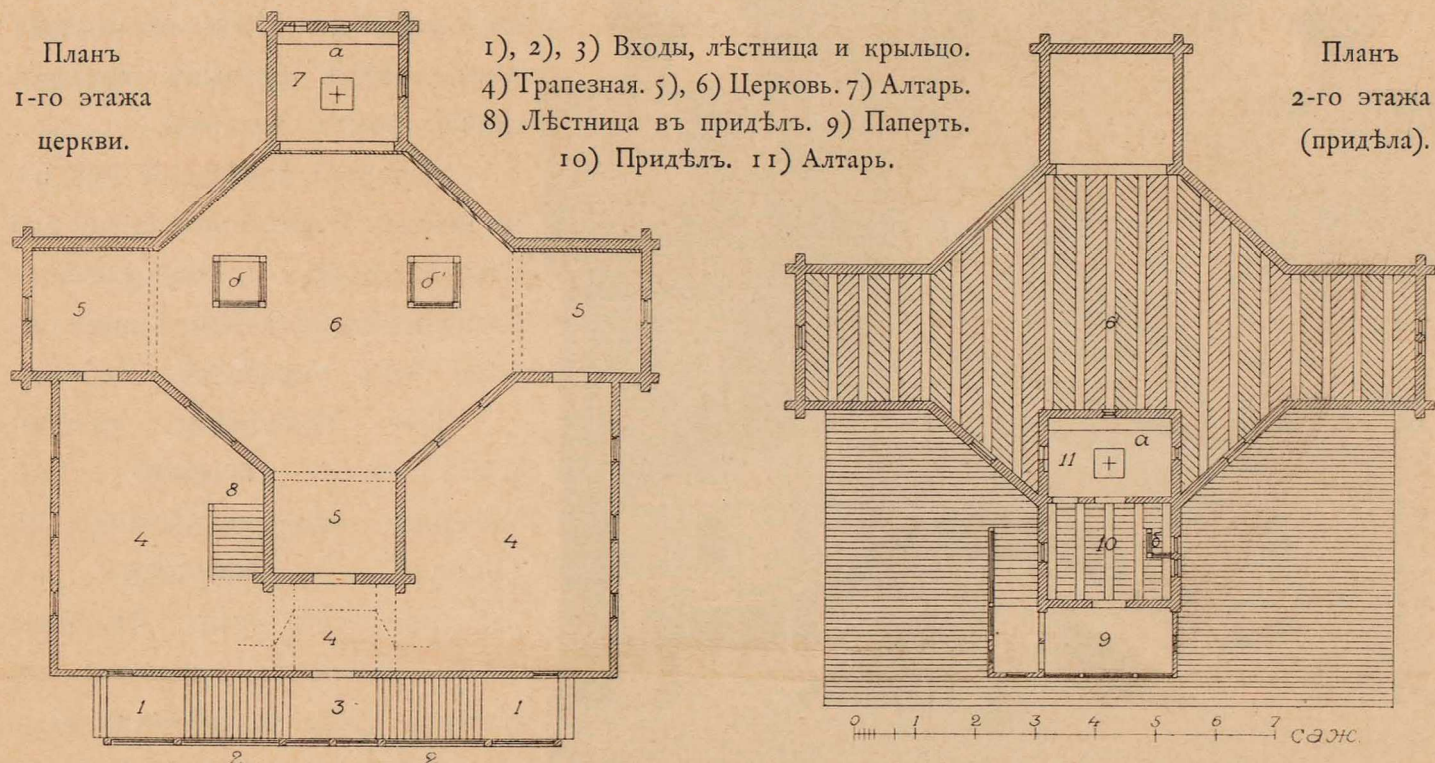 Планъ
1-го этажа
церкви.
1), 2), 3) Входы, лѣстница и крыльцо.
4) Трапезная. 5), 6) Церковь. 7) Алтарь.
8) Лѣстница въ придѣлъ. 9) Паперть.
10) Придѣлъ. 11) Алтарь.
Планъ
2-го этажа
(придѣла).
а
7
б б'
5 6 5
8
4 5 4
4
1 3 1
2 2
6
а
11
10 б
9
0 1 2 3 4 5 6 7 саж.